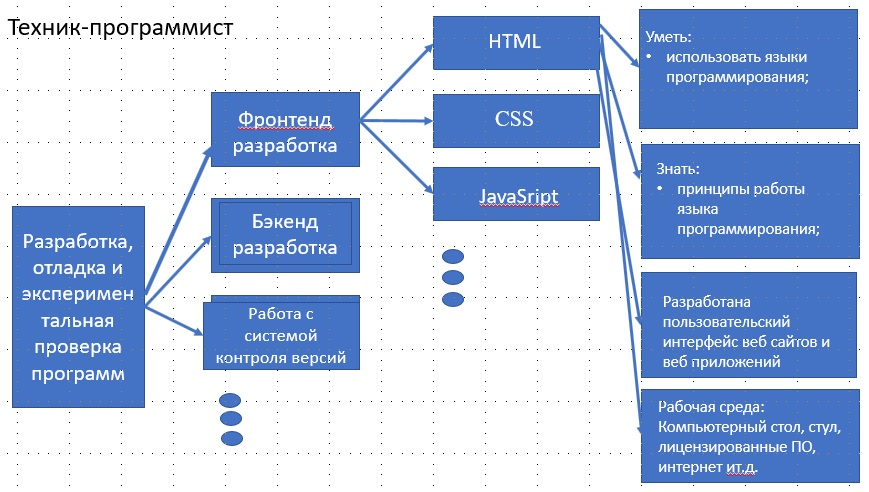 Техник-программист
Разработка,
отладка и
эксперимен
тальная
проверка
программ
Фронтенд
разработка
Бэкенд
разработка
Работа с
системой
контроля версий
HTML
CSS
JavaSript
Уметь:
• использовать языки
программирования;
Знать:
• принципы работы
языка
программирования;
Разработана
пользовательский
интерфейс веб сайтов и
веб приложений
Рабочая среда:
Компьютерный стол, стул,
лицензированные ПО,
интернет ит.д.